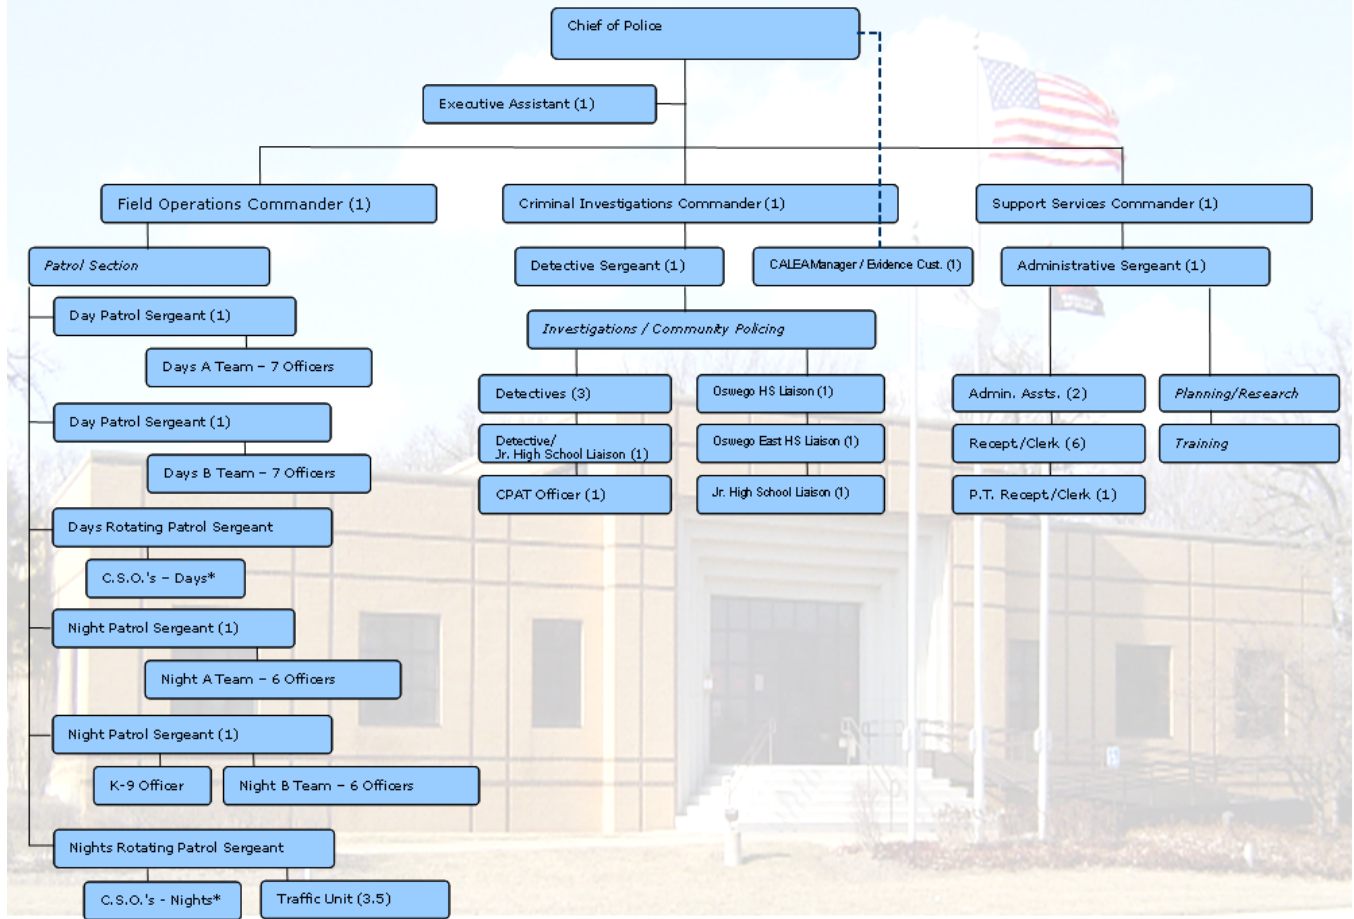 Chief of Police
Executive Assistant (1)
Field Operations Commander (1)
Criminal Investigations Commander (1)
Support Services Commander (1)
Patrol Section
Detective Sergeant (1)
CALEA Manager / Evidence Cust. (1)
Administrative Sergeant (1)
Day Patrol Sergeant (1)
Days A Team – 7 Officers
Day Patrol Sergeant (1)
Days B Team – 7 Officers
Days Rotating Patrol Sergeant
C.S.O.'s – Days*
Night Patrol Sergeant (1)
Night A Team – 6 Officers
Night Patrol Sergeant (1)
K-9 Officer
Night B Team – 6 Officers
Nights Rotating Patrol Sergeant
C.S.O.'s - Nights*
Traffic Unit (3.5)
Investigations / Community Policing
Detectives (3)
Detective/
Jr. High School Liaison (1)
CPAT Officer (1)
Oswego HS Liaison (1)
Oswego East HS Liaison (1)
Jr. High School Liaison (1)
Admin. Assts. (2)
Recept./Clerk (6)
P.T. Recept./Clerk (1)
Planning/Research
Training